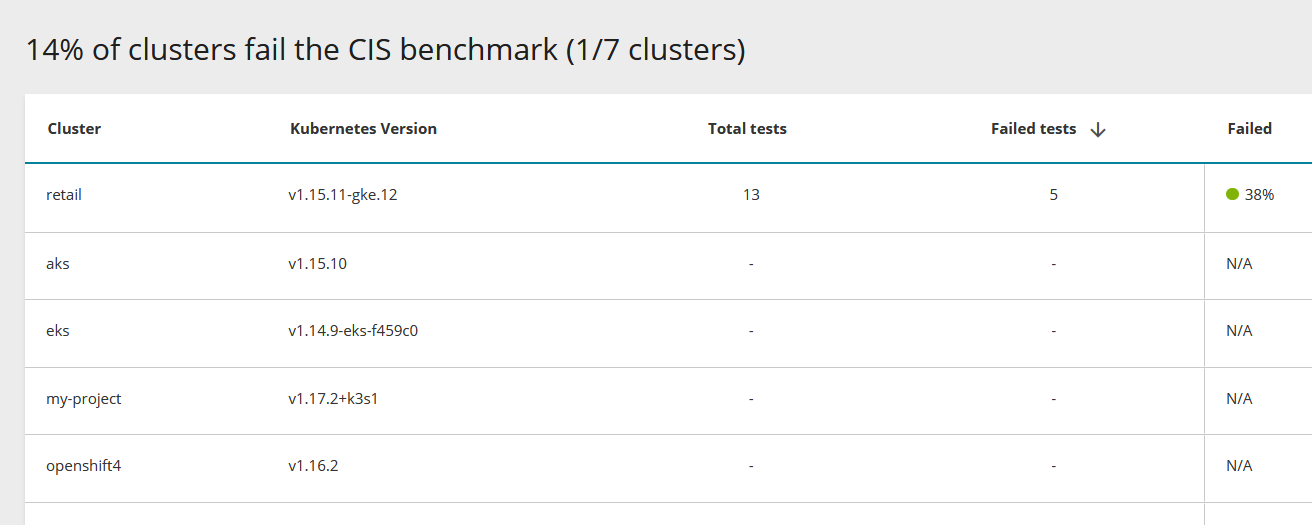 14% of clusters fail the CIS benchmark (1/7 clusters)
Cluster Kubernetes Version Total tests Failed tests ↓ Failed
retail v1.15.11-gke.12 13 5 38%
aks v1.15.10 - - N/A
eks v1.14.9-eks-f459c0 - - N/A
my-project v1.17.2+k3s1 - - N/A
openshift4 v1.16.2 - - N/A